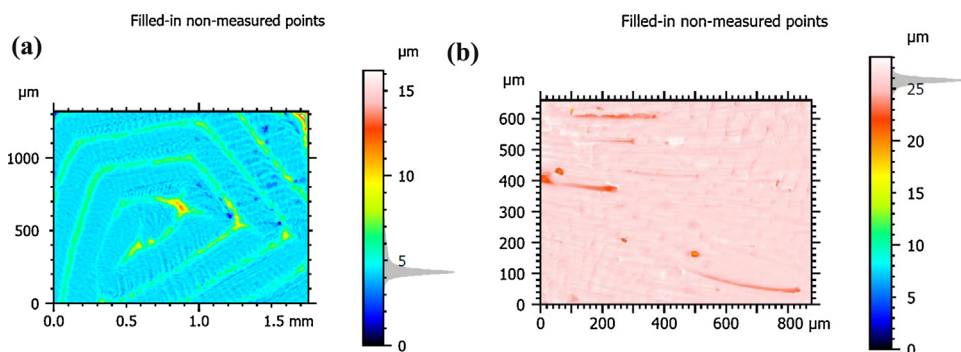 Filled-in non-measured points
(a)
µm
µm
1000
500
0
0.0 0.5 1.0 1.5 mm
15
10
5
0
Filled-in non-measured points
(b)
µm
µm
600
500
400
300
200
100
0
0 200 400 600 800 µm
25
20
15
10
5
0